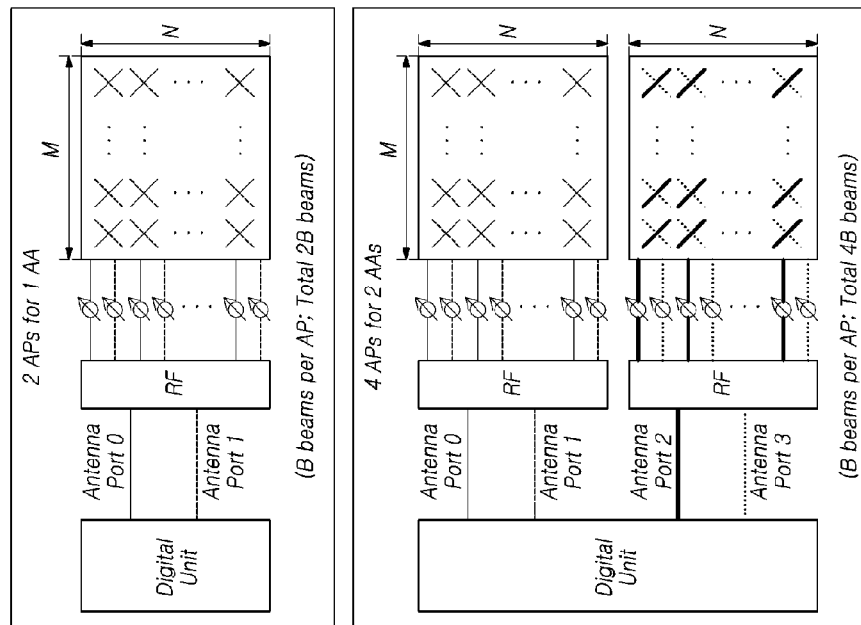 2 APs for 1 AA
Digital
Unit
Antenna
Port 0
Antenna
Port 1
RF
M
N
(B beams per AP; Total 2B beams)
4 APs for 2 AAs
Digital
Unit
Antenna
Port 0
Antenna
Port 1
RF
M
N
Antenna
Port 2
Antenna
Port 3
RF
N
(B beams per AP; Total 4B beams)